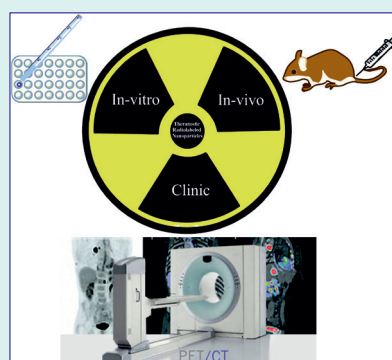 In-vitro
In-vivo
Theranostic
Radiolabeled
Nanoparticles
Clinic
PET/CT